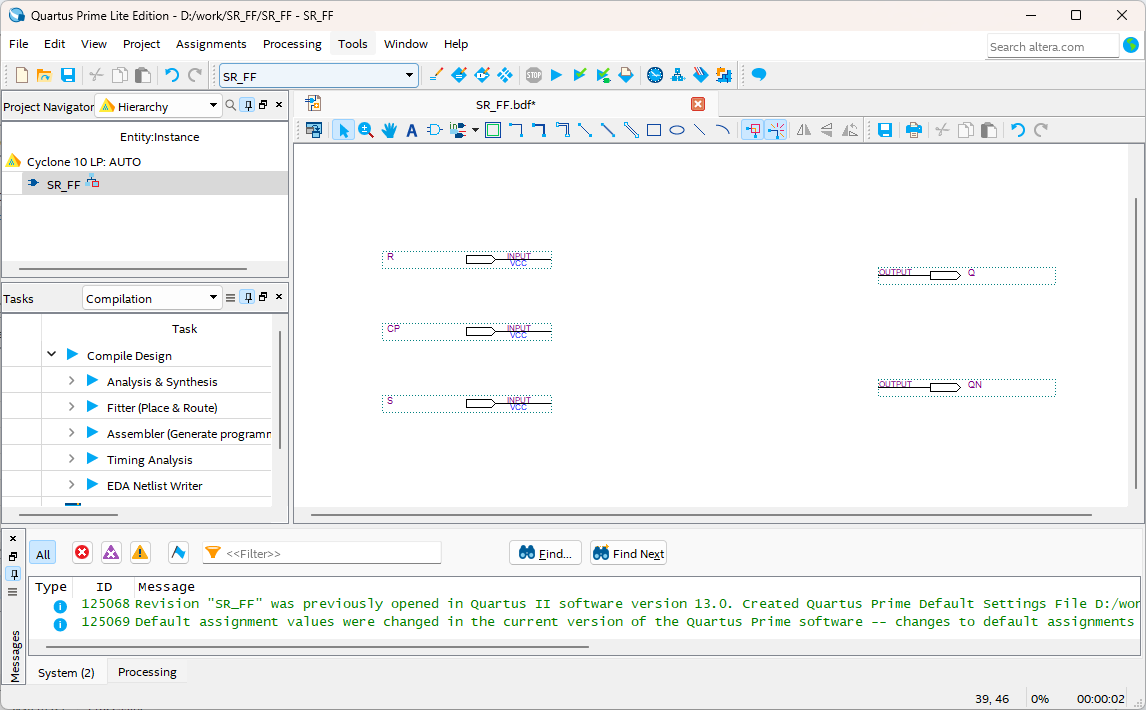 Quartus Prime Lite Edition - D:/work/SR_FF/SR_FF - SR_FF
File Edit View Project Assignments Processing Tools Window Help
Search altera.com
SR_FF
STOP
Project Navigator Hierarchy
Entity:Instance
Cyclone 10 LP: AUTO
SR_FF
Tasks Compilation
Task
Compile Design
Analysis & Synthesis
Fitter (Place & Route)
Assembler (Generate programm
Timing Analysis
EDA Netlist Writer
SR_FF.bdf*
A
R INPUT
VCC
OUTPUT Q
CP INPUT
VCC
OUTPUT QN
S INPUT
VCC
All <<Filter>> Find... Find Next
Type ID Message
125068 Revision "SR_FF" was previously opened in Quartus II software version 13.0. Created Quartus Prime Default Settings File D:/wor
125069 Default assignment values were changed in the current version of the Quartus Prime software -- changes to default assignments
Messages
System (2) Processing
39, 46 0% 00:00:02